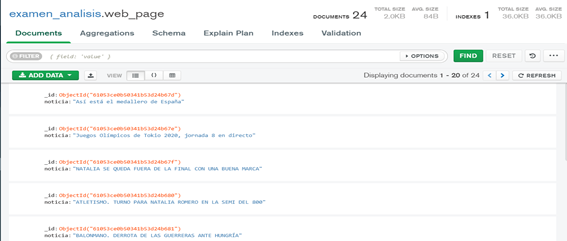 examen_analisis.web_page
DOCUMENTS 24 TOTAL SIZE 2.0KB AVG. SIZE 84B INDEXES 1 TOTAL SIZE 36.0KB AVG. SIZE 36.0KB
Documents Aggregations Schema Explain Plan Indexes Validation
FILTER { field: 'value' } OPTIONS FIND RESET ...
ADD DATA VIEW {} Displaying documents 1 - 20 of 24 < > REFRESH
_id:ObjectId("61053ce0b50341b53d24b67d")
noticia:"Así está el medallero de España"
_id:ObjectId("61053ce0b50341b53d24b67e")
noticia:"Juegos Olímpicos de Tokio 2020, jornada 8 en directo"
_id:ObjectId("61053ce0b50341b53d24b67f")
noticia:"NATALIA SE QUEDA FUERA DE LA FINAL CON UNA BUENA MARCA"
_id:ObjectId("61053ce0b50341b53d24b680")
noticia:"ATLETISMO. TURNO PARA NATALIA ROMERO EN LA SEMI DEL 800"
_id:ObjectId("61053ce0b50341b53d24b681")
noticia:"BALONMANO. DERROTA DE LAS GUERRERAS ANTE HUNGRÍA"